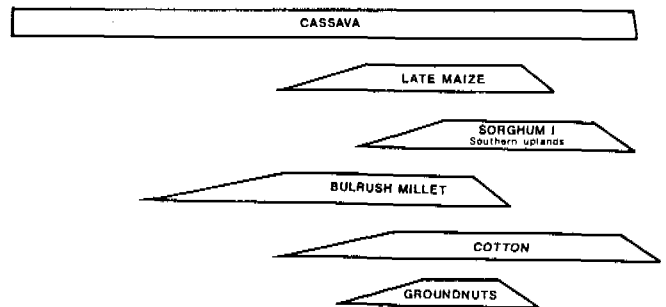 CASSAVA
LATE MAIZE
SORGHUM I
Southern uplands
BULRUSH MILLET
COTTON
GROUNDNUTS